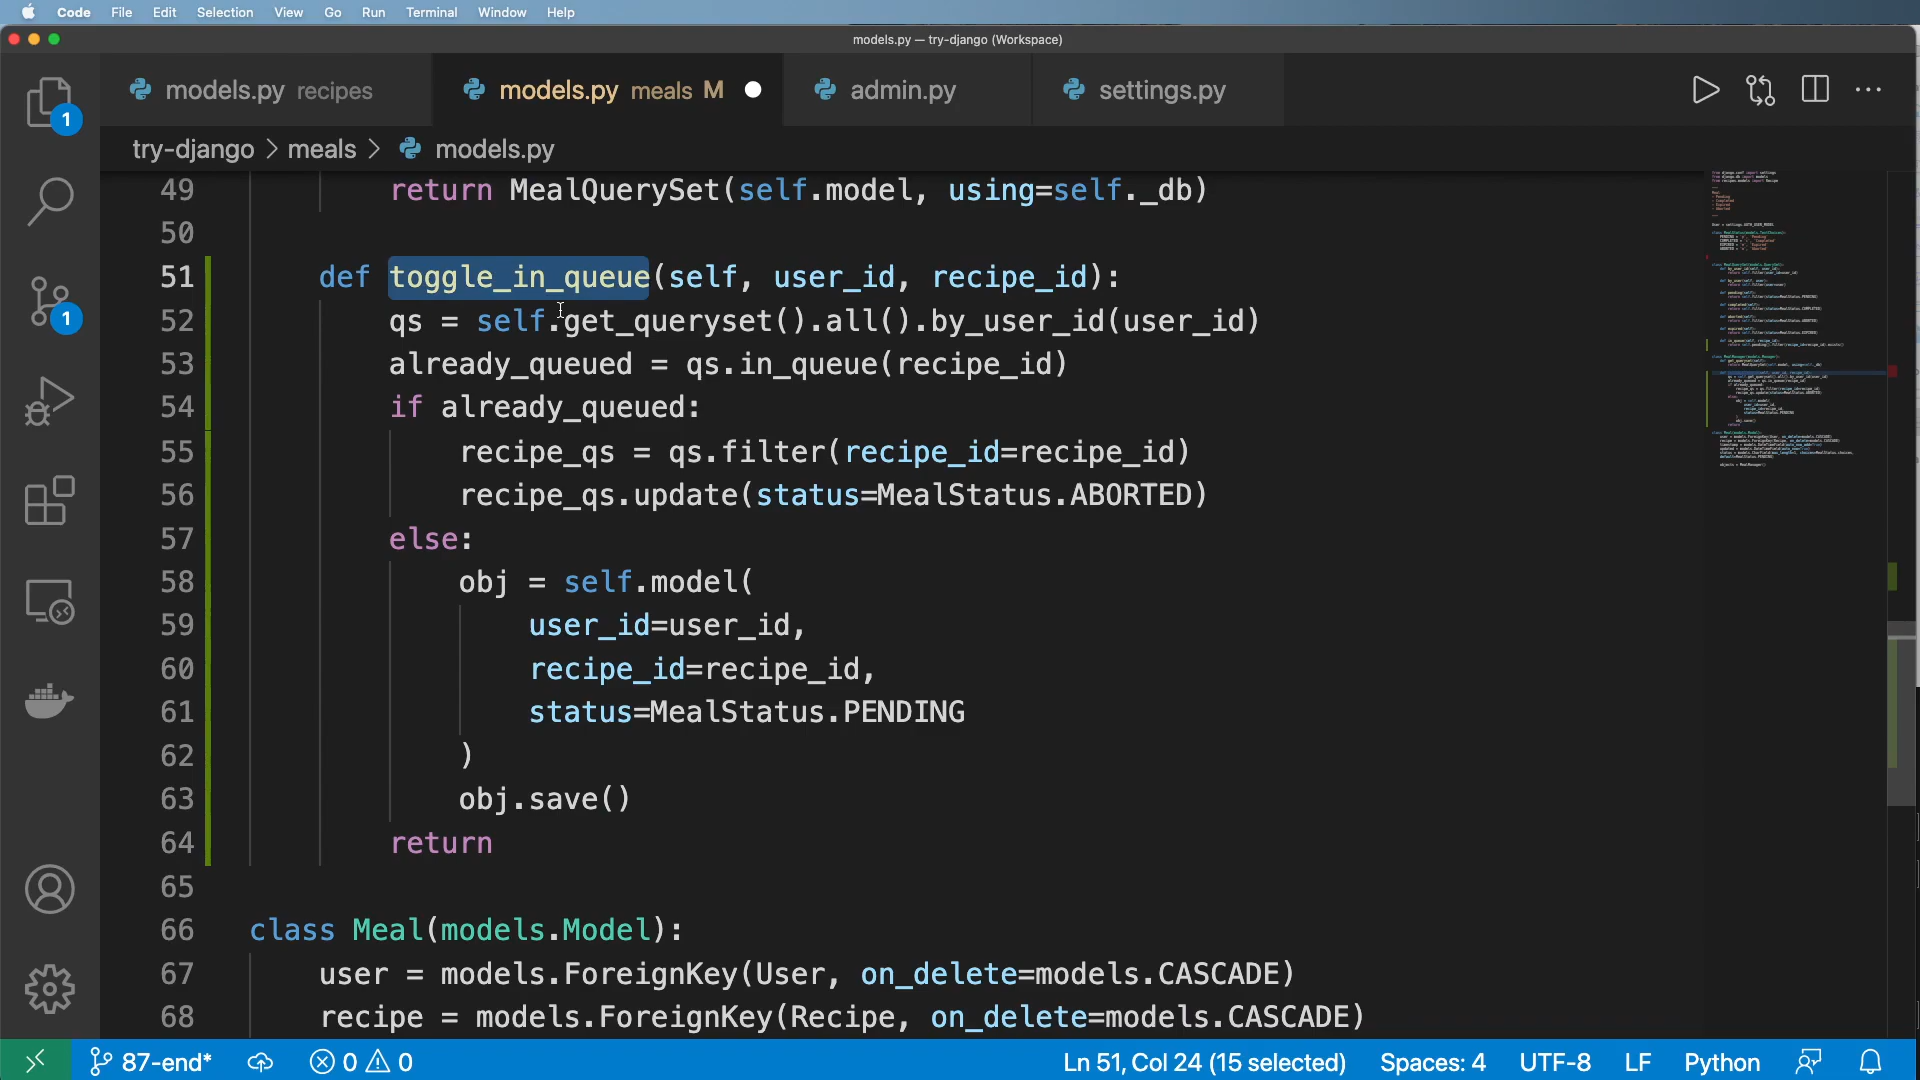 Code File Edit Selection View Go Run Terminal Window Help
models.py — try-django (Workspace)
models.py recipes
models.py meals M
admin.py
settings.py
try-django > meals > models.py
1
1
49 return MealQuerySet(self.model, using=self._db)
50
51 def toggle_in_queue(self, user_id, recipe_id):
52 qs = self.get_queryset().all().by_user_id(user_id)
53 already_queued = qs.in_queue(recipe_id)
54 if already_queued:
55 recipe_qs = qs.filter(recipe_id=recipe_id)
56 recipe_qs.update(status=MealStatus.ABORTED)
57 else:
58 obj = self.model(
59 user_id=user_id,
60 recipe_id=recipe_id,
61 status=MealStatus.PENDING
62 )
63 obj.save()
64 return
65
66 class Meal(models.Model):
67 user = models.ForeignKey(User, on_delete=models.CASCADE)
68 recipe = models.ForeignKey(Recipe, on_delete=models.CASCADE)
87-end* 0 0 Ln 51, Col 24 (15 selected) Spaces: 4 UTF-8 LF Python